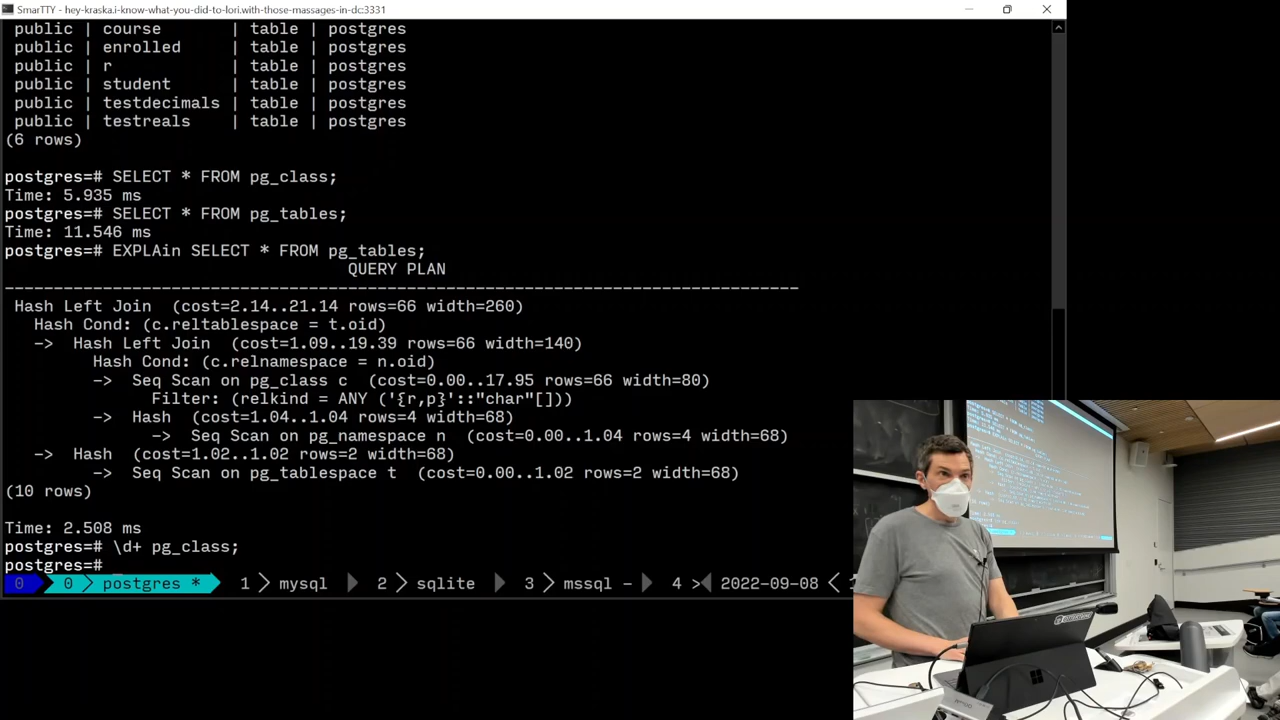 SmarTTY - hey-kraska.i-know-what-you-did-to-lori.with-those-massages-in-dc:3331
public | course | table | postgres
public | enrolled | table | postgres
public | r | table | postgres
public | student | table | postgres
public | testdecimals | table | postgres
public | testreals | table | postgres
(6 rows)
postgres=# SELECT * FROM pg_class;
Time: 5.935 ms
postgres=# SELECT * FROM pg_tables;
Time: 11.546 ms
postgres=# EXPLAin SELECT * FROM pg_tables;
QUERY PLAN
---------------------------------------------------------------------------------
Hash Left Join (cost=2.14..21.14 rows=66 width=260)
Hash Cond: (c.reltablespace = t.oid)
-> Hash Left Join (cost=1.09..19.39 rows=66 width=140)
Hash Cond: (c.relnamespace = n.oid)
-> Seq Scan on pg_class c (cost=0.00..17.95 rows=66 width=80)
Filter: (relkind = ANY ('{r,p}'::"char"[]))
-> Hash (cost=1.04..1.04 rows=4 width=68)
-> Seq Scan on pg_namespace n (cost=0.00..1.04 rows=4 width=68)
-> Hash (cost=1.02..1.02 rows=2 width=68)
-> Seq Scan on pg_tablespace t (cost=0.00..1.02 rows=2 width=68)
(10 rows)
Time: 2.508 ms
postgres=# \d+ pg_class;
postgres=#
0 0 postgres * 1 mysql 2 sqlite 3 mssql - 4 > 2022-09-08